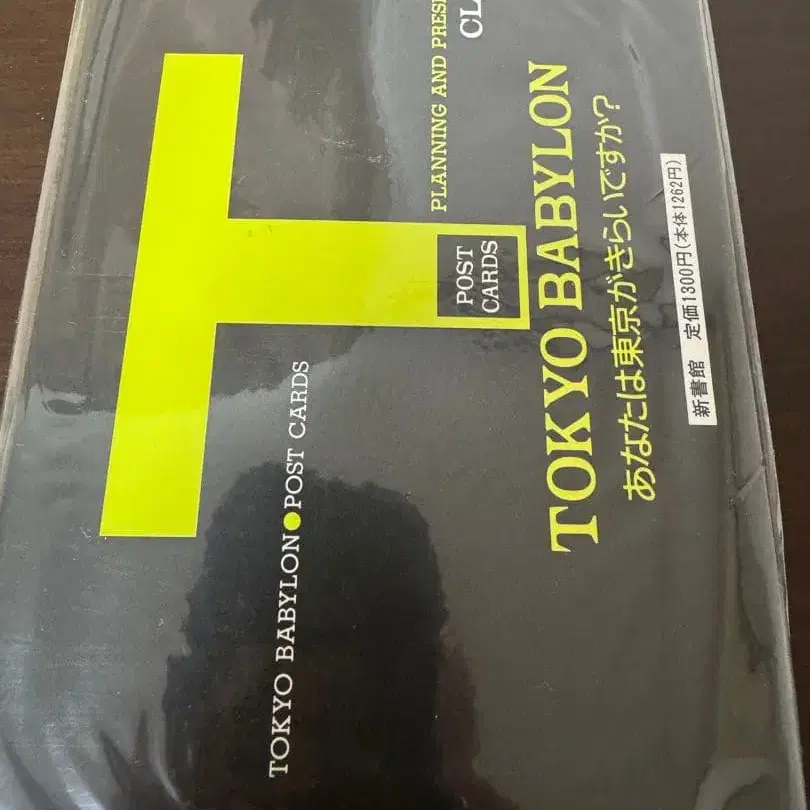 T
TOKYO BABYLON●POST CARDS
PLANNING AND
CL
POST
CARDS
TOKYO BABYLON
あなたは東京がきらいですか?
新書館 定価1300円(本体1262円)